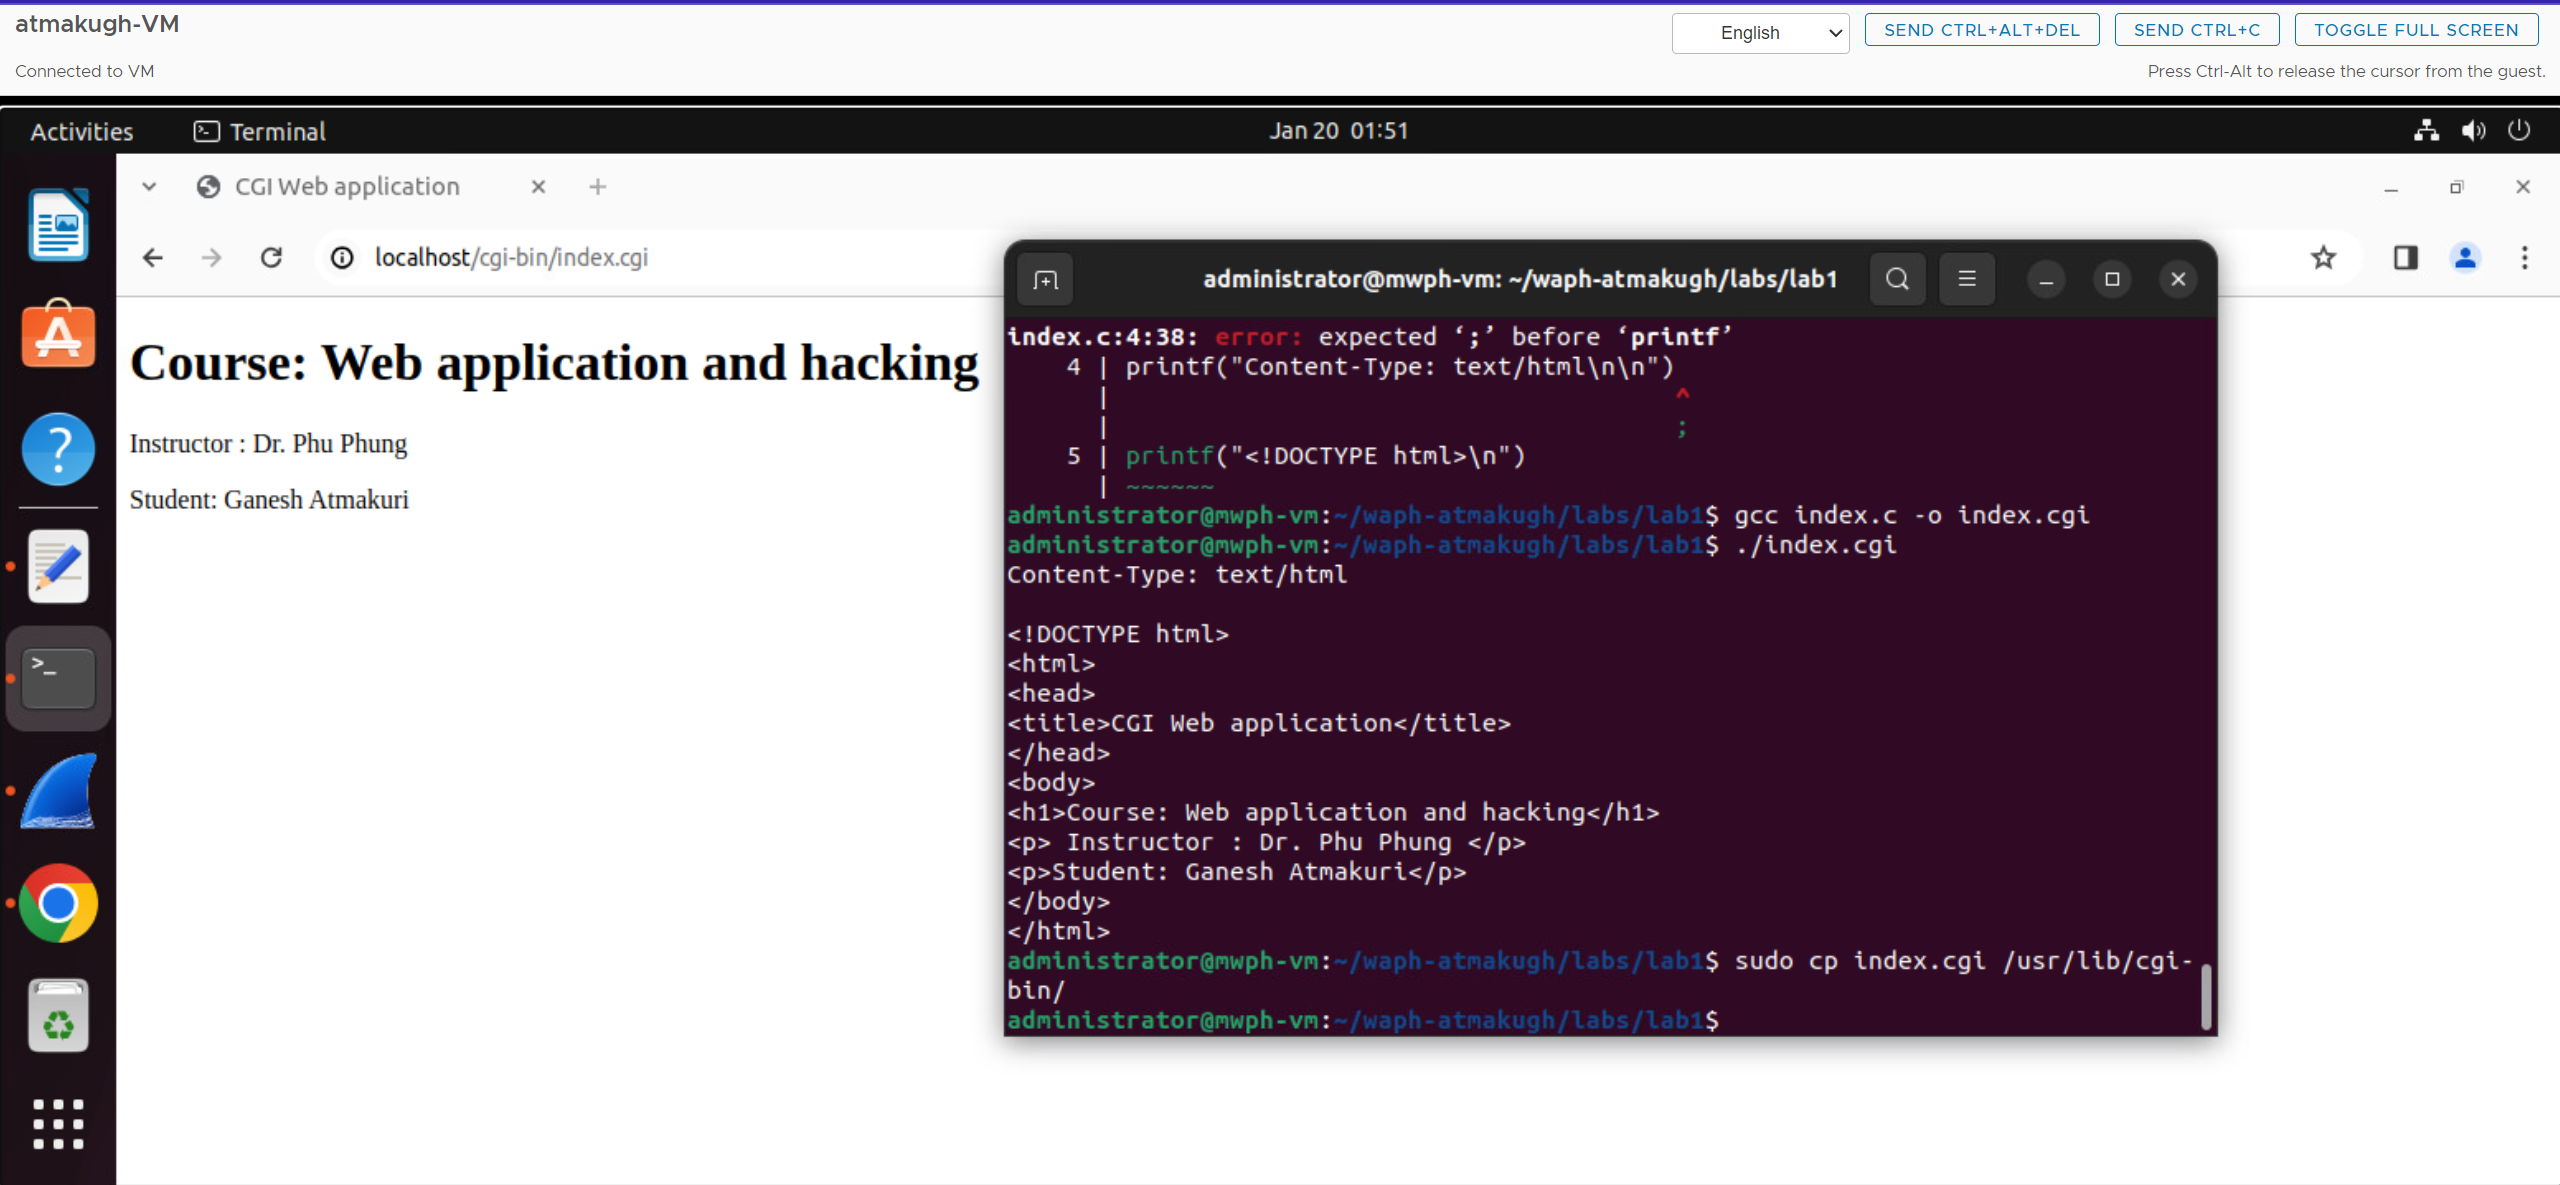 atmakugh-VM
English
SEND CTRL+ALT+DEL
SEND CTRL+C
TOGGLE FULL SCREEN
Connected to VM
Press Ctrl-Alt to release the cursor from the guest.
Activities
Terminal
Jan 20 01:51
CGI Web application
localhost/cgi-bin/index.cgi
Course: Web application and hacking
Instructor : Dr. Phu Phung
Student: Ganesh Atmakuri
administrator@mwph-vm: ~/waph-atmakugh/labs/lab1
index.c:4:38: error: expected ‘;’ before ‘printf’
4 | printf("Content-Type: text/html\n\n")
| ^
| ;
5 | printf("<!DOCTYPE html>\n")
| ~~~~~~
administrator@mwph-vm:~/waph-atmakugh/labs/lab1$ gcc index.c -o index.cgi
administrator@mwph-vm:~/waph-atmakugh/labs/lab1$ ./index.cgi
Content-Type: text/html
<!DOCTYPE html>
<html>
<head>
<title>CGI Web application</title>
</head>
<body>
<h1>Course: Web application and hacking</h1>
<p> Instructor : Dr. Phu Phung </p>
<p>Student: Ganesh Atmakuri</p>
</body>
</html>
administrator@mwph-vm:~/waph-atmakugh/labs/lab1$ sudo cp index.cgi /usr/lib/cgi-
bin/
administrator@mwph-vm:~/waph-atmakugh/labs/lab1$